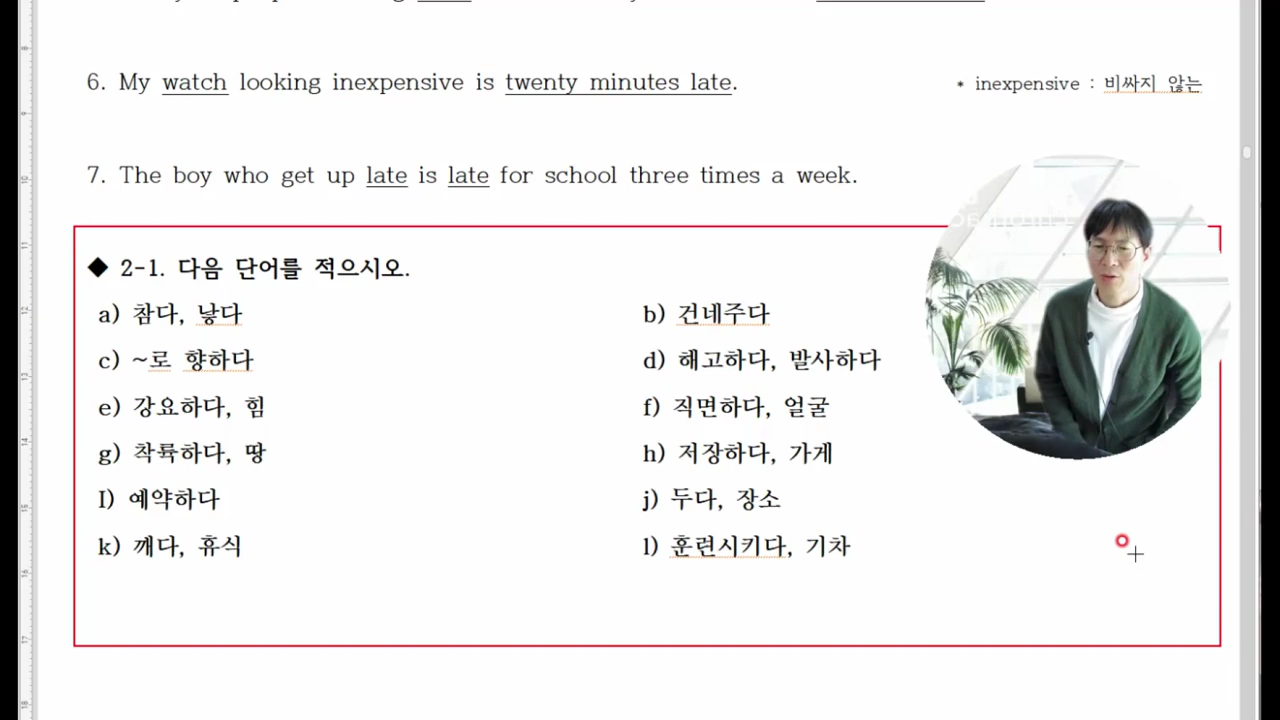 6. My watch looking inexpensive is twenty minutes late. * inexpensive : 비싸지 않는
7. The boy who get up late is late for school three times a week.
◆ 2-1. 다음 단어를 적으시오.
a) 참다, 낳다
b) 건네주다
c) ~로 향하다
d) 해고하다, 발사하다
e) 강요하다, 힘
f) 직면하다, 얼굴
g) 착륙하다, 땅
h) 저장하다, 가게
I) 예약하다
j) 두다, 장소
k) 깨다, 휴식
l) 훈련시키다, 기차